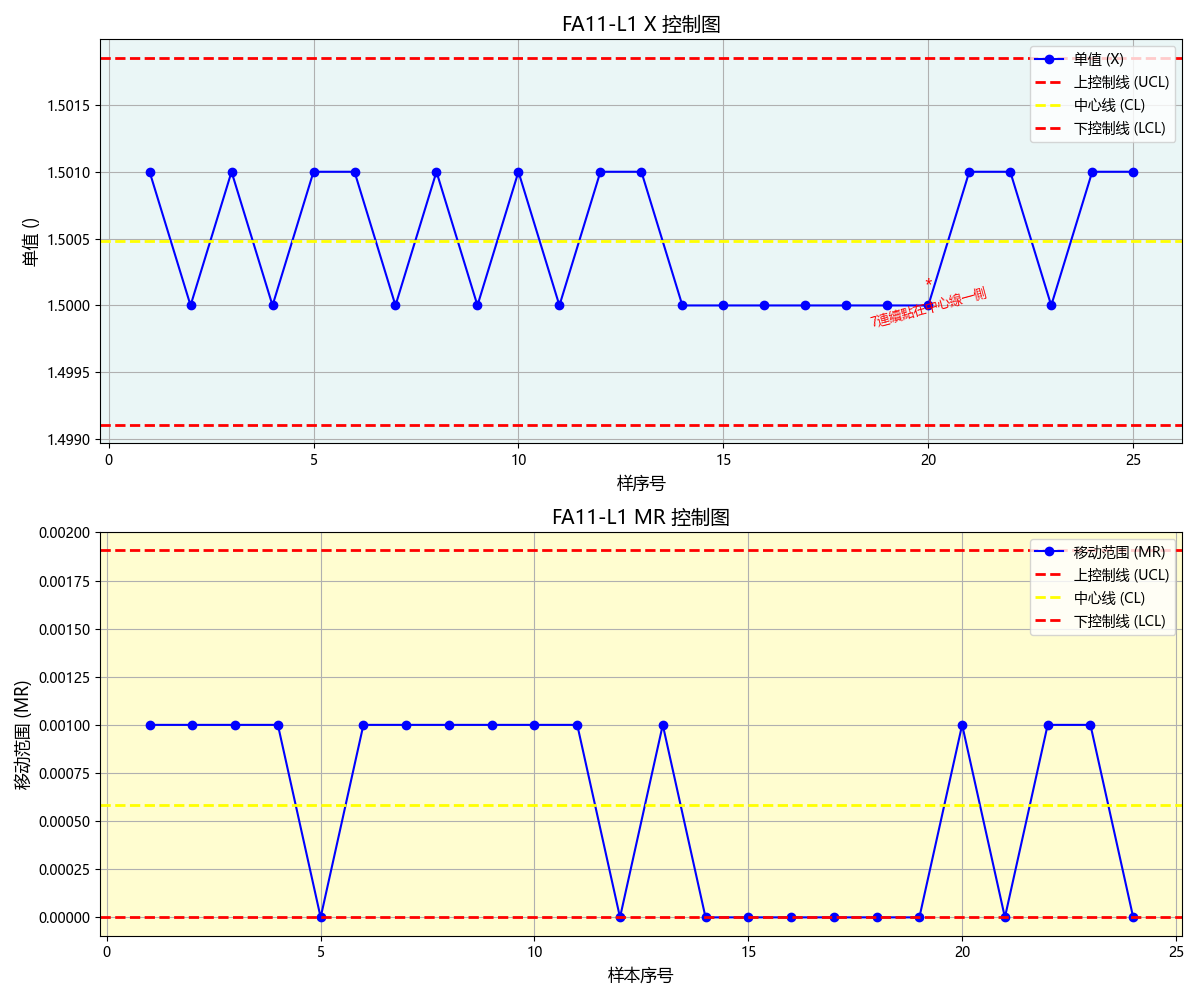 FA11-L1 X 控制图
单值 (X)
上控制线 (UCL)
中心线 (CL)
下控制线 (LCL)
单值 ()
1.5015
1.5010
1.5005
1.5000
1.4995
1.4990
*
7連續點在中心線一側
0 5 10 15 20 25
样序号
FA11-L1 MR 控制图
移动范围 (MR)
上控制线 (UCL)
中心线 (CL)
下控制线 (LCL)
移动范围 (MR)
0.00200
0.00175
0.00150
0.00125
0.00100
0.00075
0.00050
0.00025
0.00000
0 5 10 15 20 25
样本序号